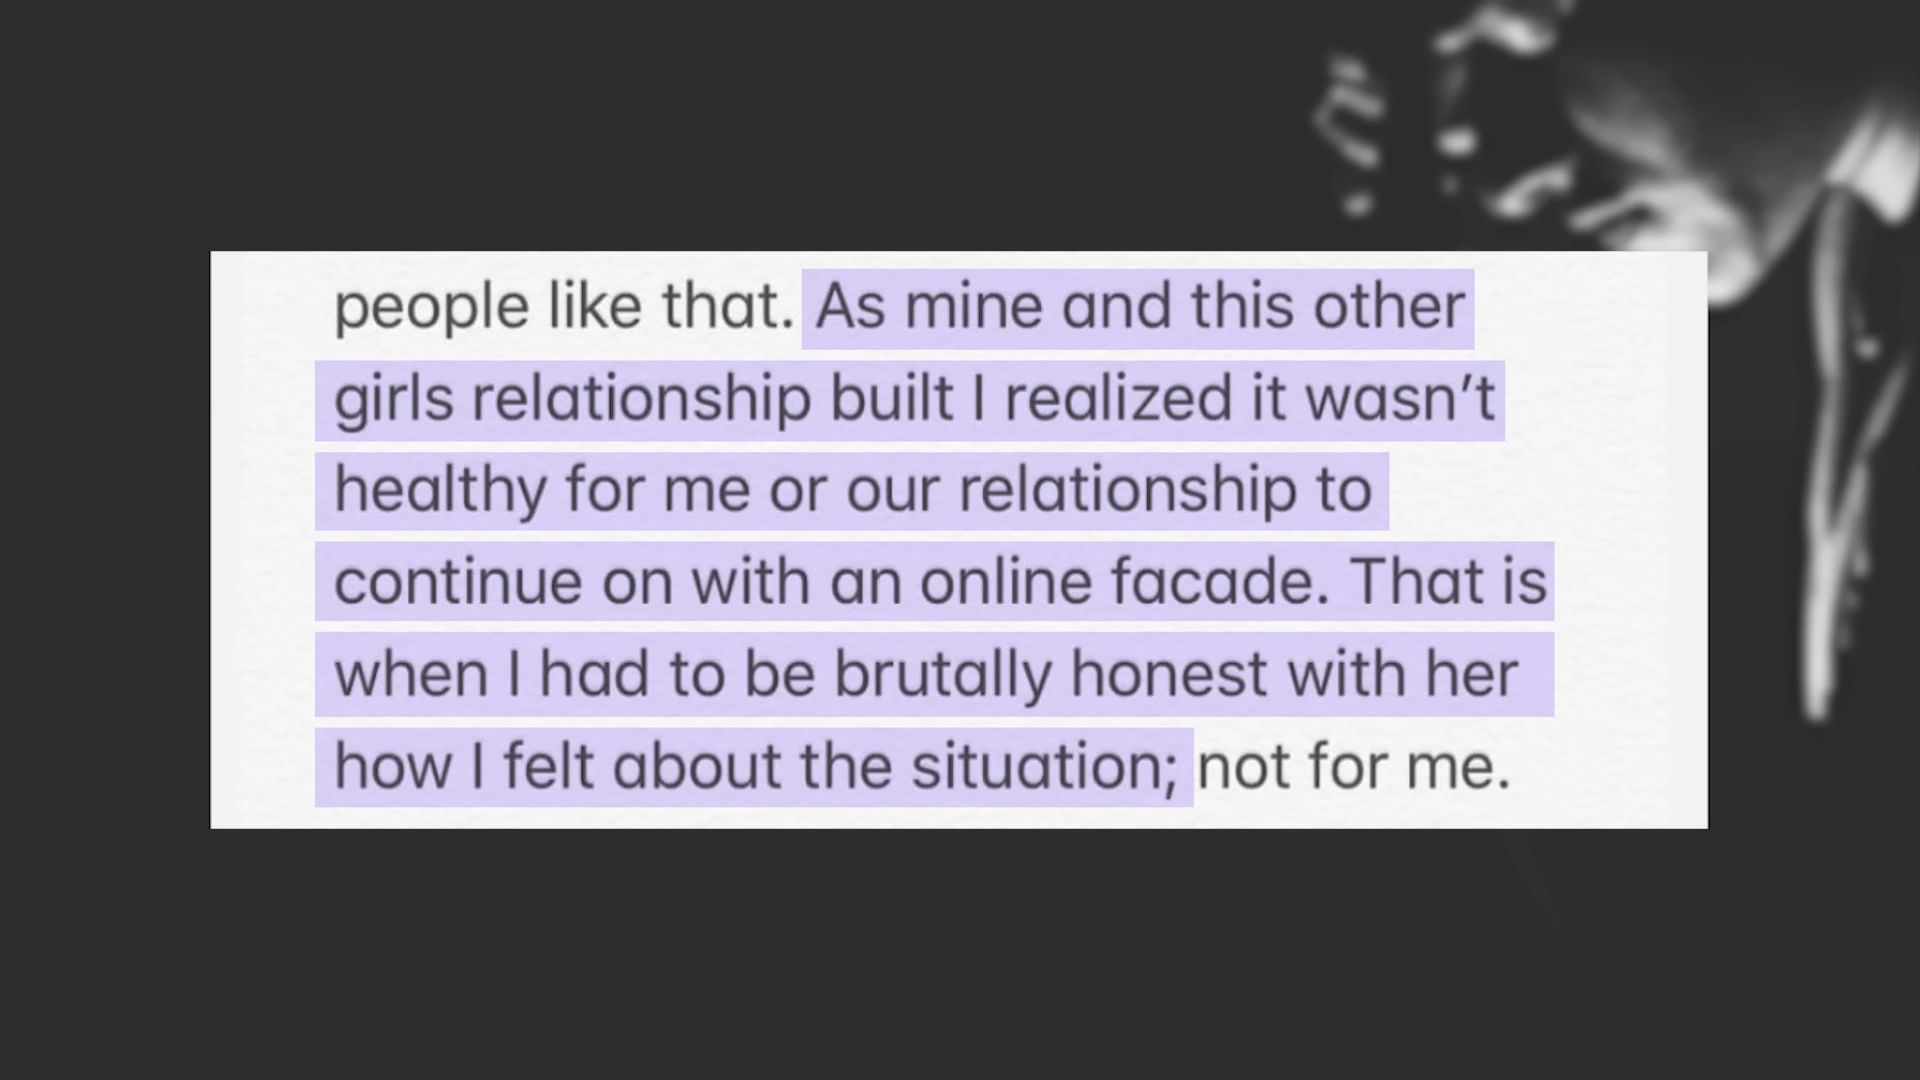 people like that. As mine and this other
girls relationship built I realized it wasn’t
healthy for me or our relationship to
continue on with an online facade. That is
when I had to be brutally honest with her
how I felt about the situation; not for me.